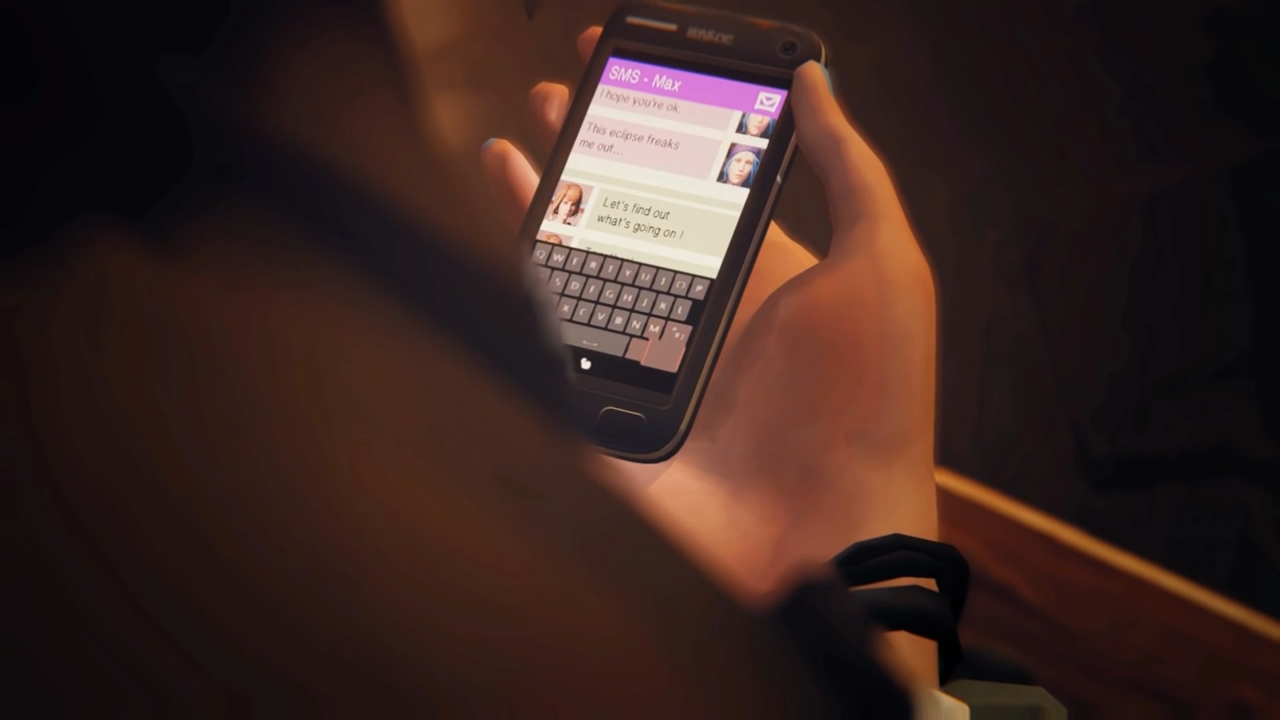 SMS - Max
I hope you're ok.
This eclipse freaks
me out...
Let's find out
what's going on !
Q W E R T Y U I O P
S D F G H J K L
X C V B N M